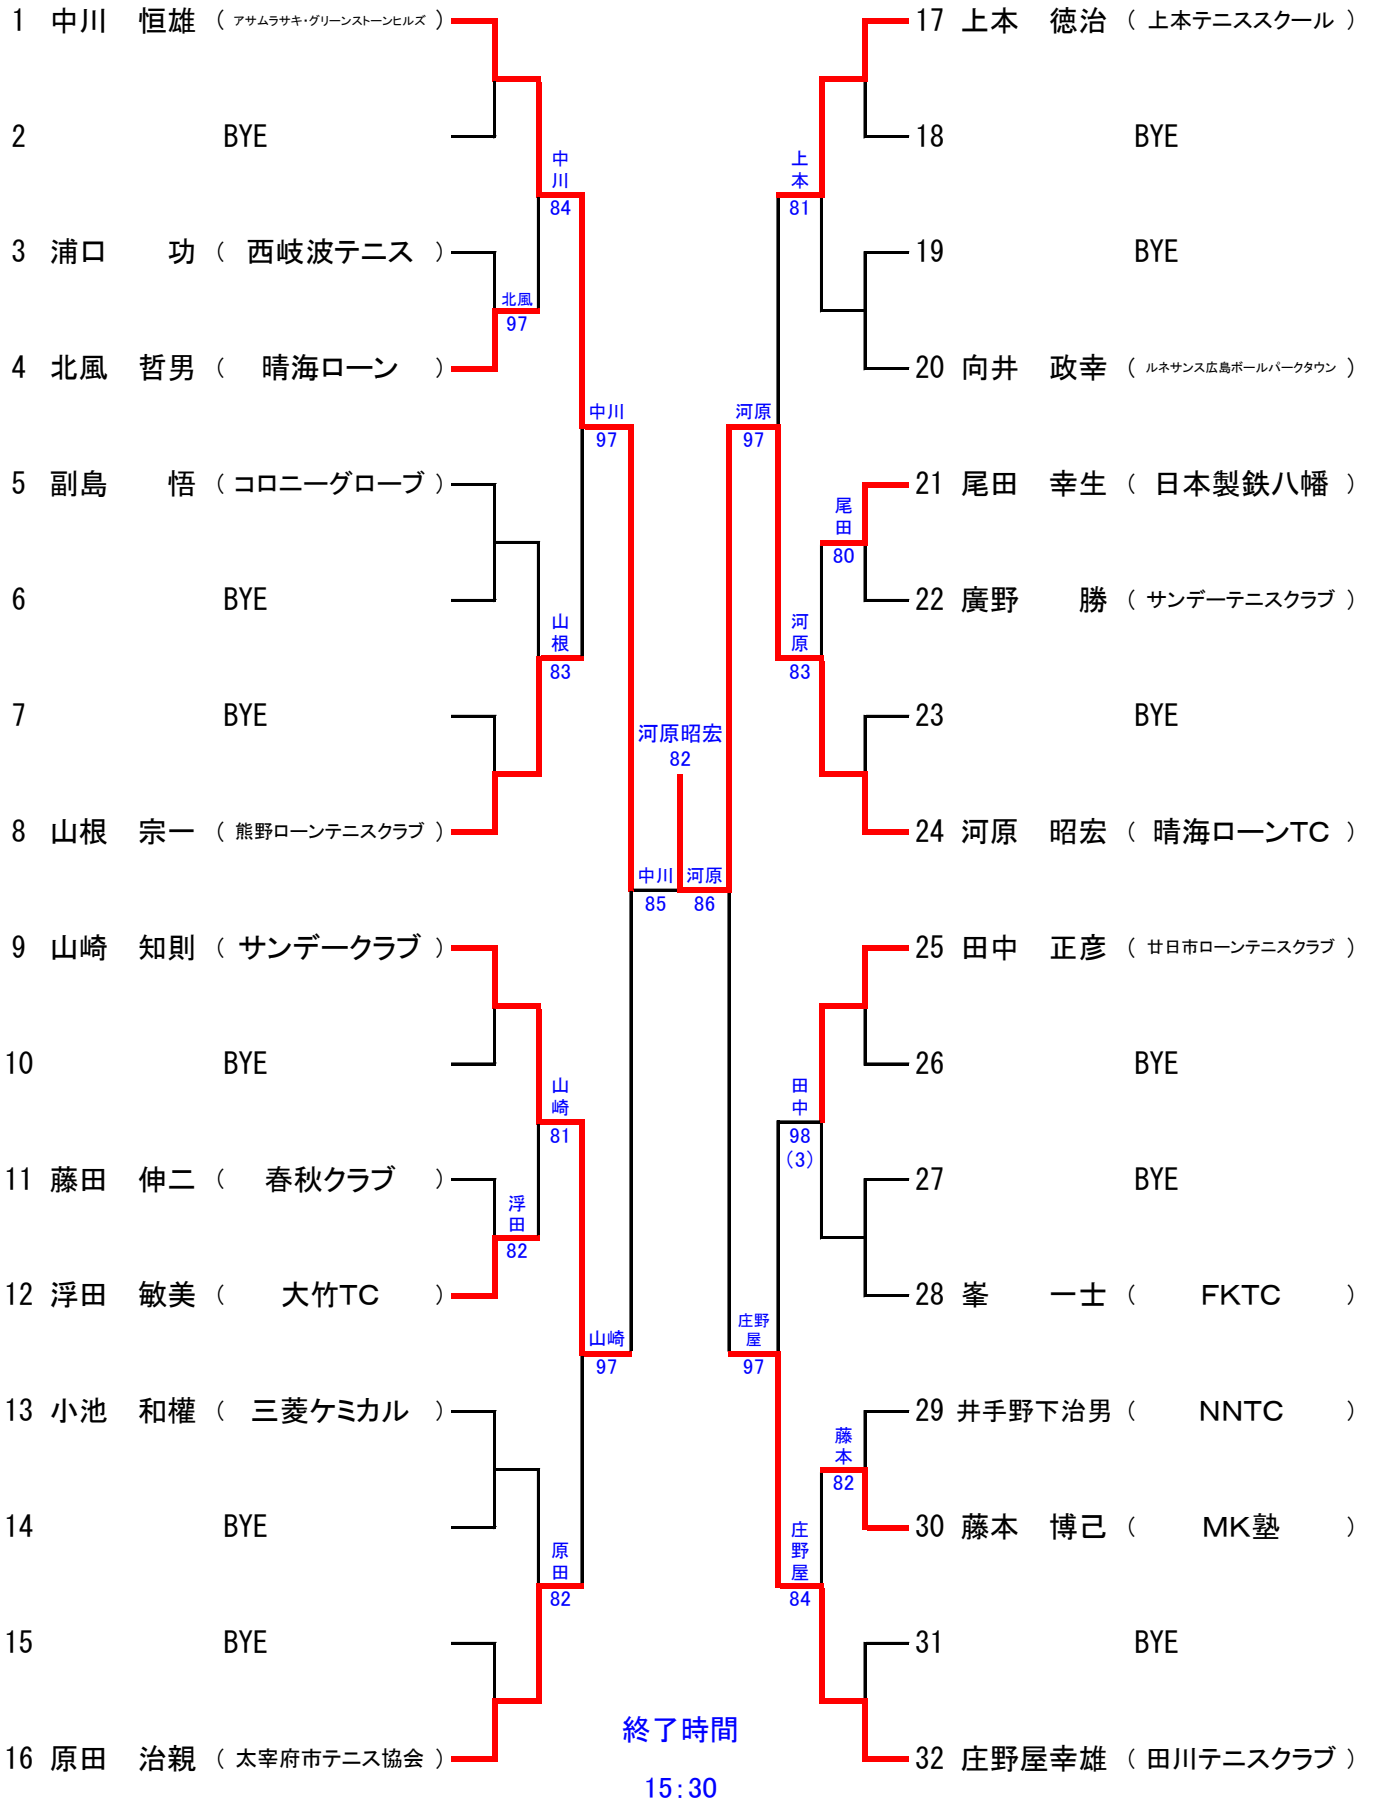 1 中川 恒雄 ( アサムラサキ・グリーンストーンヒルズ )
2 BYE
中川
84
3 浦口 功 ( 西岐波テニス )
北風
97
4 北風 哲男 ( 晴海ローン )
中川
97
5 副島 悟 ( コロニーグローブ )
6 BYE
山根
83
7 BYE
8 山根 宗一 ( 熊野ローンテニスクラブ )
9 山崎 知則 ( サンデークラブ )
10 BYE
山崎
81
11 藤田 伸二 ( 春秋クラブ )
浮田
82
12 浮田 敏美 ( 大竹TC )
山崎
97
13 小池 和權 ( 三菱ケミカル )
14 BYE
原田
82
15 BYE
16 原田 治親 ( 太宰府市テニス協会 )
河原昭宏
82
中川 河原
85 86
17 上本 徳治 ( 上本テニススクール )
18 BYE
上本
81
19 BYE
20 向井 政幸 ( ルネサンス広島ボールパークタウン )
河原
97
21 尾田 幸生 ( 日本製鉄八幡 )
尾田
80
22 廣野 勝 ( サンデーテニスクラブ )
河原
83
23 BYE
24 河原 昭宏 ( 晴海ローンTC )
25 田中 正彦 ( 廿日市ローンテニスクラブ )
26 BYE
田中
98
(3)
27 BYE
28 峯 一士 ( FKTC )
庄野屋
97
29 井手野下治男 ( NNTC )
藤本
82
30 藤本 博己 ( MK塾 )
庄野屋
84
31 BYE
32 庄野屋幸雄 ( 田川テニスクラブ )
終了時間
15:30